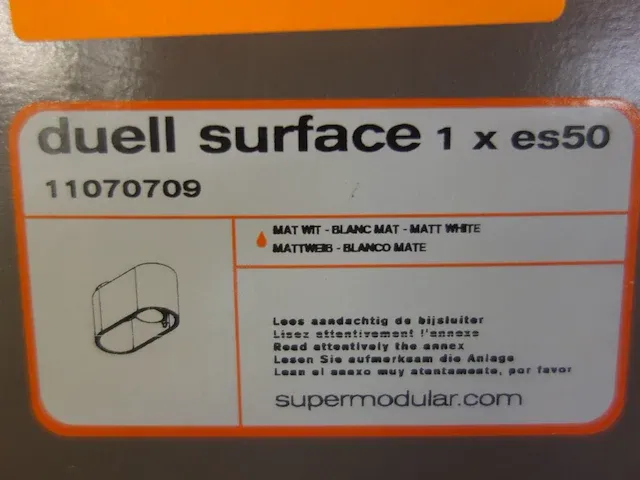 duell surface 1 x es50
11070709
MAT WIT - BLANC MAT - MATT WHITE
MATTWEIß - BLANCO MATE
Lees aandachtig de bijsluiter
Lisez attentivement l'annexe
Read attentively the annex
Lesen Sie aufmerksam die Anlage
Lean el anexo muy atentamente, por favor
supermodular.com